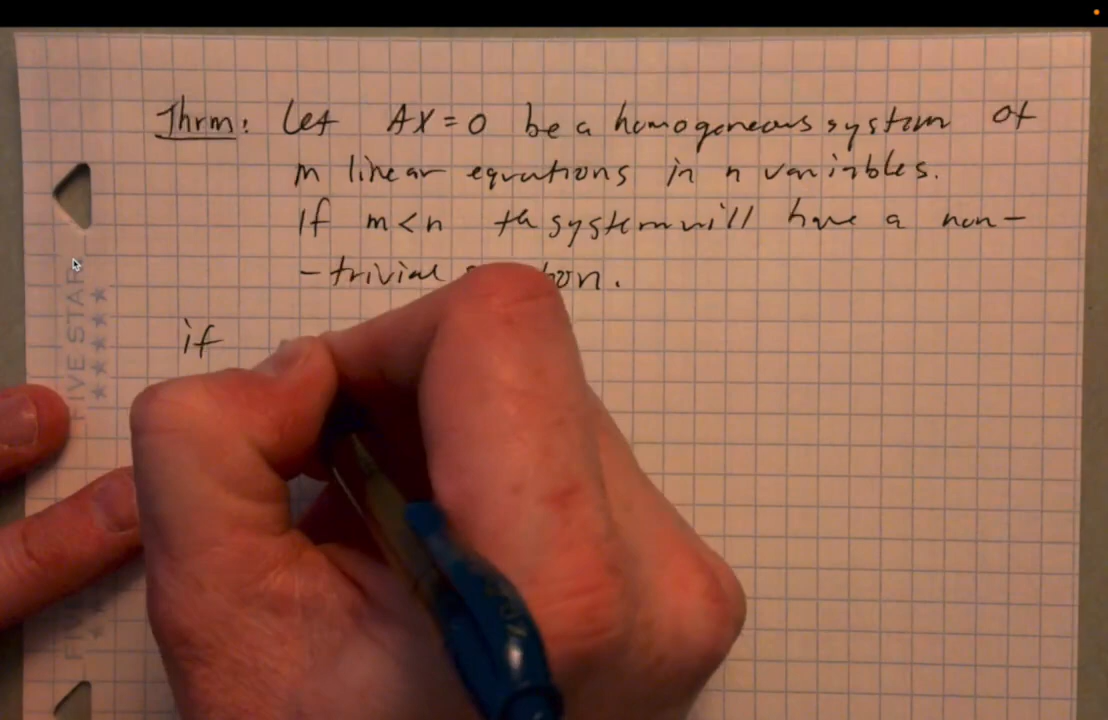 Thrm: Let AX = 0 be a homogeneous system of
m linear equations in n variables.
If m < n th system will have a non-
-trivial
if
FIVE STAR